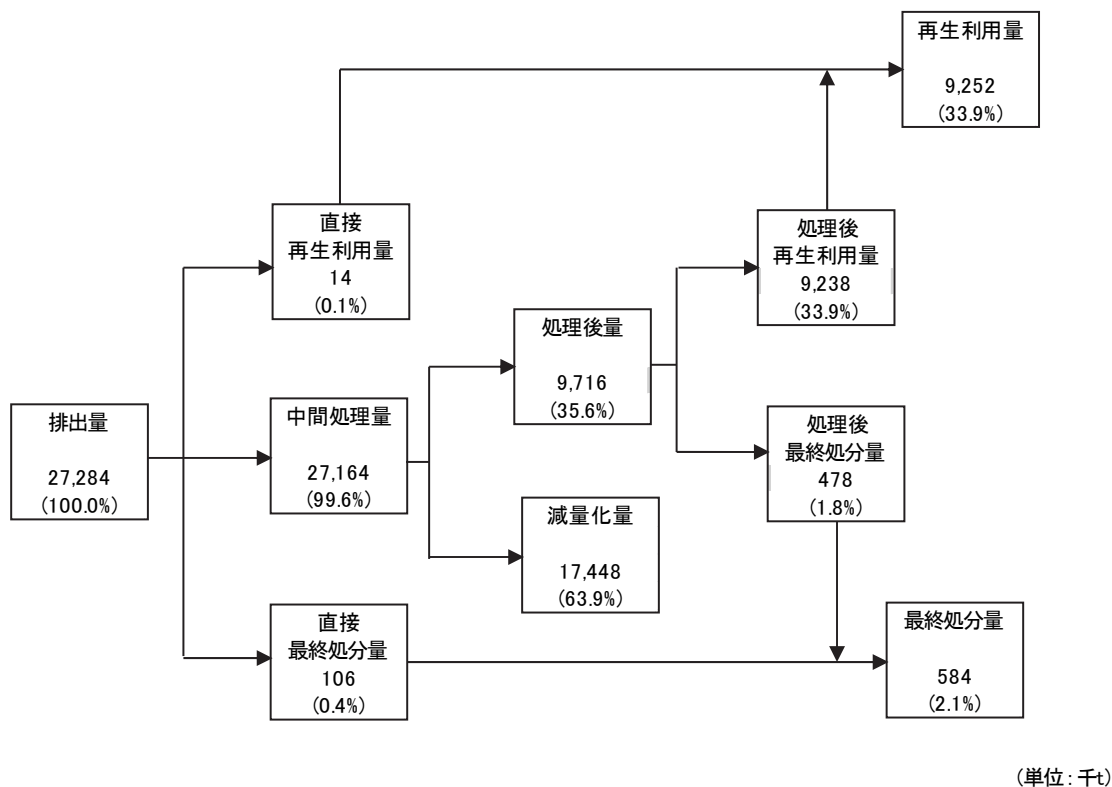 再生利用量
9,252
(33.9%)
直接
再生利用量
14
(0.1%)
処理後
再生利用量
9,238
(33.9%)
処理後量
9,716
(35.6%)
排出量
27,284
(100.0%)
中間処理量
27,164
(99.6%)
処理後
最終処分量
478
(1.8%)
減量化量
17,448
(63.9%)
直接
最終処分量
106
(0.4%)
最終処分量
584
(2.1%)
(単位:千t)